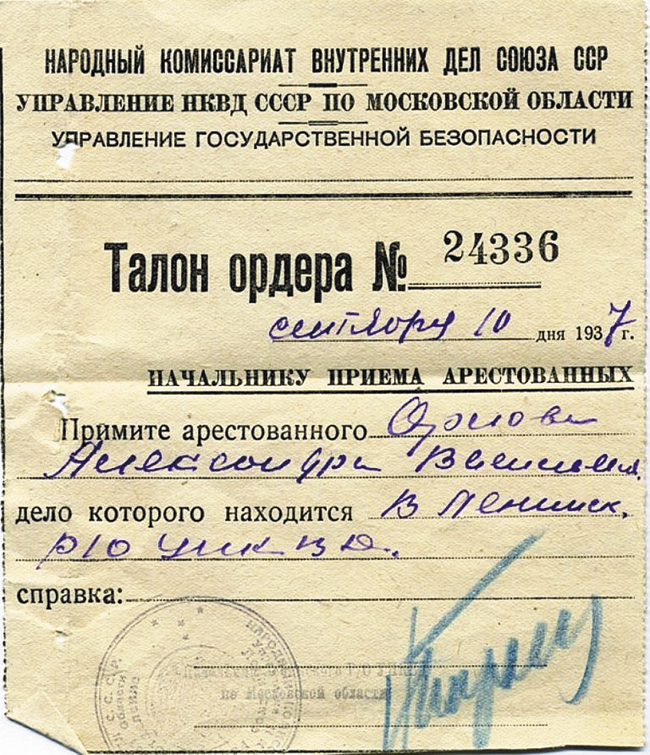 НАРОДНЫЙ КОМИССАРИАТ ВНУТРЕННИХ ДЕЛ СОЮЗА ССР
УПРАВЛЕНИЕ НКВД СССР ПО МОСКОВСКОЙ ОБЛАСТИ
УПРАВЛЕНИЕ ГОСУДАРСТВЕННОЙ БЕЗОПАСНОСТИ
Талон ордера № 24336
сентября 10 дня 1937 г.
НАЧАЛЬНИКУ ПРИЕМА АРЕСТОВАННЫХ
Примите арестованного
Александра
дело которого находится в Ленинск.
Р/О УНКВД.
справка:
по Московской области